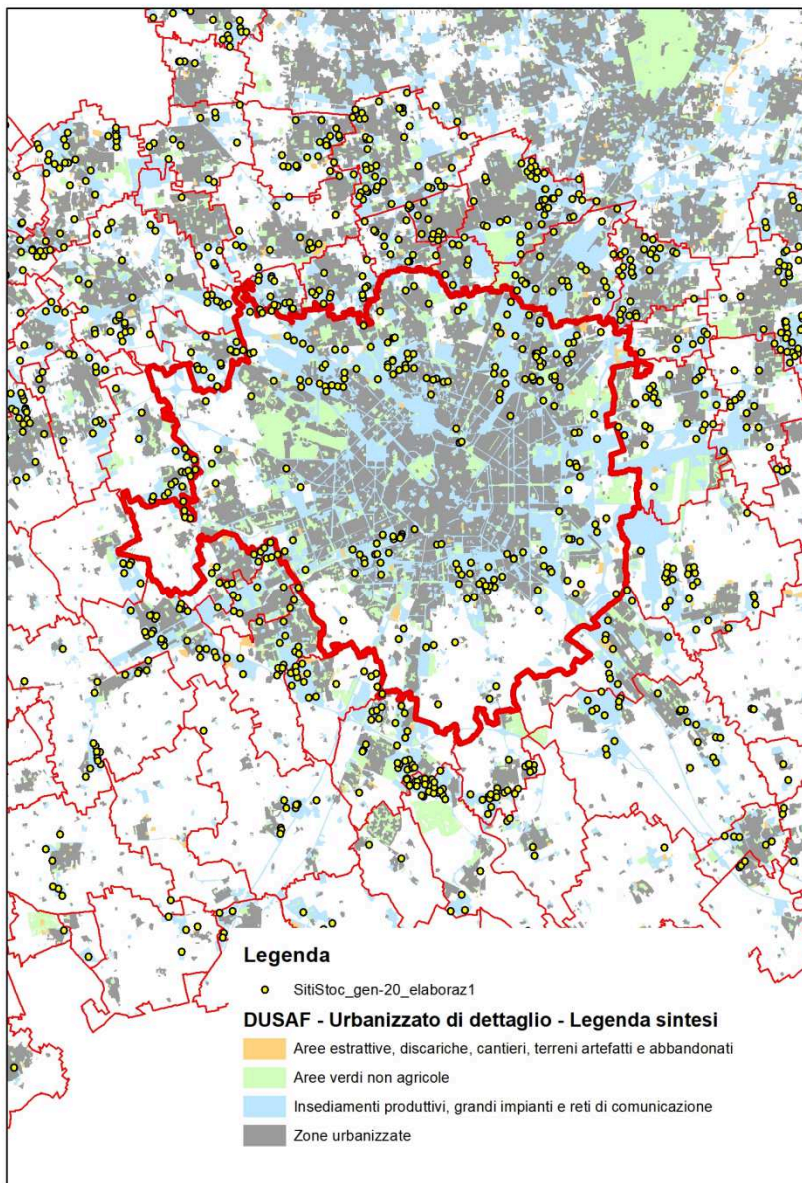 Legenda
SitiStoc_gen-20_elaboraz1
DUSAF - Urbanizzato di dettaglio - Legenda sintesi
Aree estrattive, discariche, cantieri, terreni artefatti e abbandonati
Aree verdi non agricole
Insediamenti produttivi, grandi impianti e reti di comunicazione
Zone urbanizzate